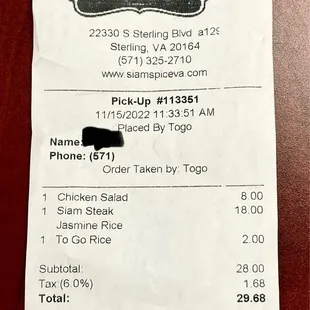 22330 S Sterling Blvd a129
Sterling, VA 20164
(571) 325-2710
www.siamspiceva.com
Pick-Up #113351
11/15/2022 11:33:51 AM
Placed By Togo
Name:
Phone: (571)
Order Taken by: Togo
1 Chicken Salad 8.00
1 Siam Steak 18.00
Jasmine Rice
1 To Go Rice 2.00
Subtotal: 28.00
Tax (6.0%) 1.68
Total: 29.68